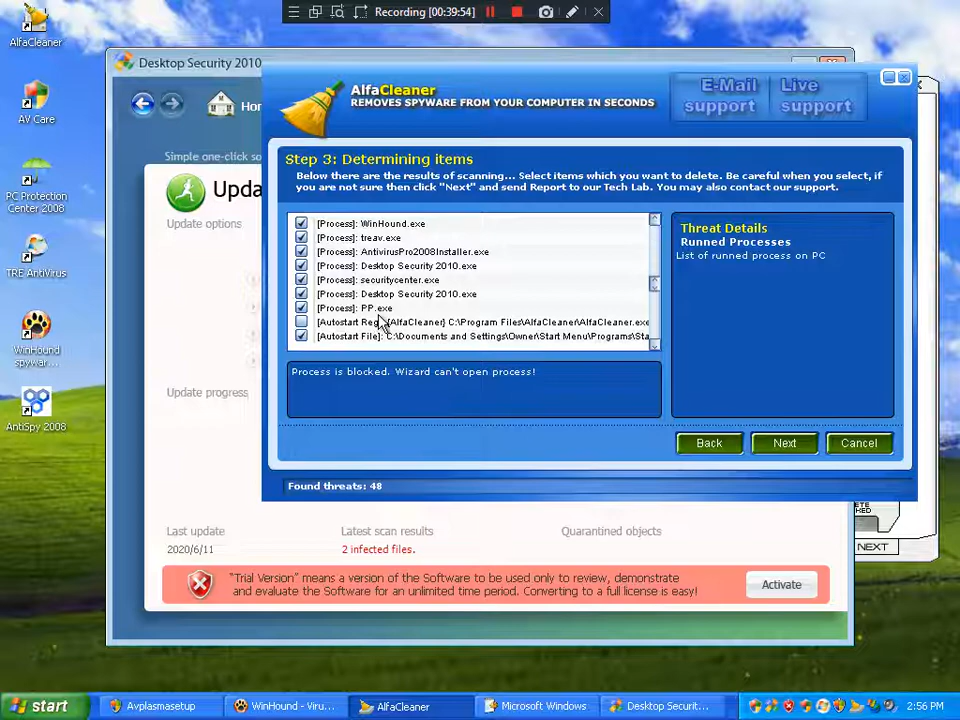 Recording [00:39:54]
AlfaCleaner
AV Care
PC Protection
Center 2008
TRE AntiVirus
WinHound
spywar...
AntiSpy 2008
Desktop Security 2010
Hor
Simple one-click so
Upda
Update options
Update progress
AlfaCleaner
REMOVES SPYWARE FROM YOUR COMPUTER IN SECONDS
E-Mail
support
Live
support
Step 3: Determining items
Below there are the results of scanning... Select items which you want to delete. Be careful when you select, if
you are not sure then click "Next" and send Report to our Tech Lab. You may also contact our support.
[Process]: WinHound.exe
[Process]: treav.exe
[Process]: AntivirusPro2008Installer.exe
[Process]: Desktop Security 2010.exe
[Process]: securitycenter.exe
[Process]: Desktop Security 2010.exe
[Process]: PP.exe
[Autostart Reg [AlfaCleaner] C:\Program Files\AlfaCleaner\AlfaCleaner.exe
[Autostart File]: C:\Documents and Settings\Owner\Start Menu\Programs\Sta
Threat Details
Runned Processes
List of runned process on PC
Process is blocked. Wizard can't open process!
Back
Next
Cancel
Found threats: 48
NEXT
Last update
2020/6/11
Latest scan results
2 infected files.
Quarantined objects
"Trial Version" means a version of the Software to be used only to review, demonstrate
and evaluate the Software for an unlimited time period. Converting to a full license is easy!
Activate
start
Avplasmasetup
WinHound - Viru...
AlfaCleaner
Microsoft Windows
Desktop Securit...
2:56 PM